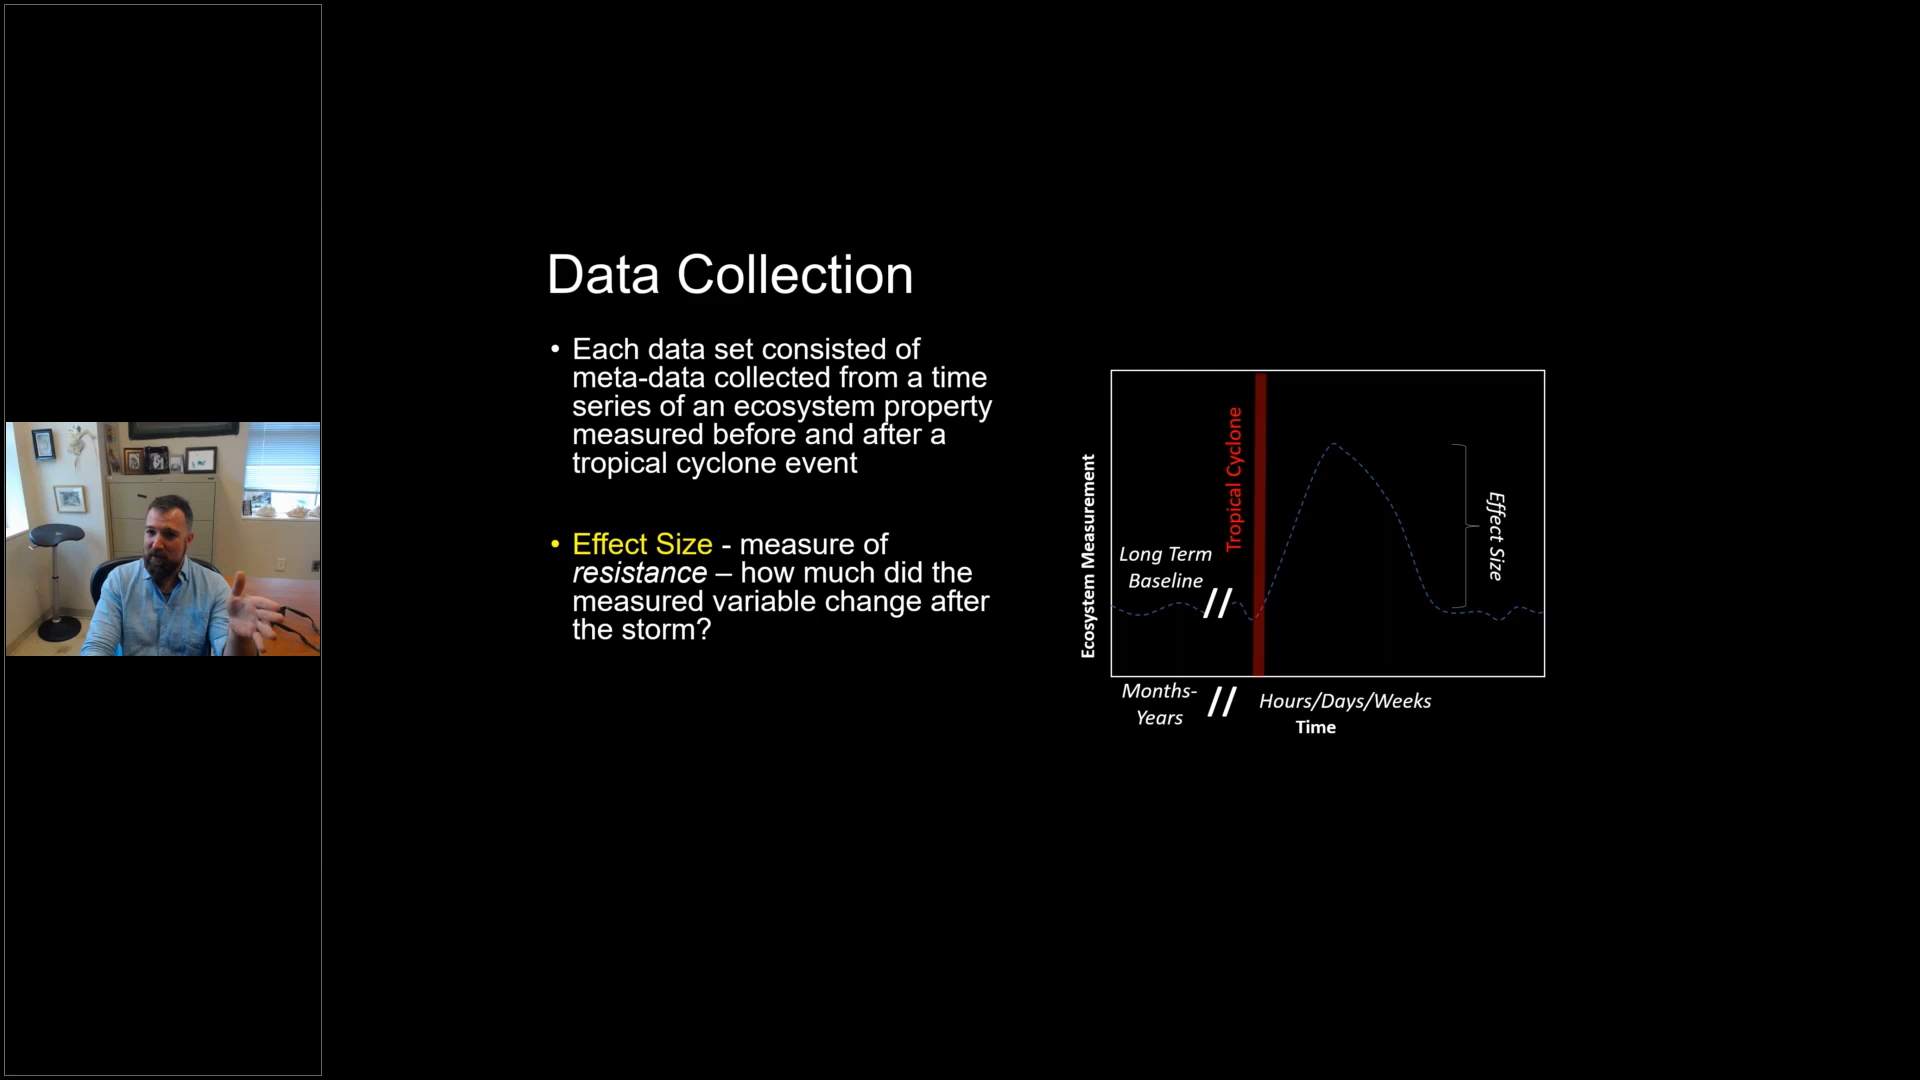 Data Collection
• Each data set consisted of
meta-data collected from a time
series of an ecosystem property
measured before and after a
tropical cyclone event
• Effect Size - measure of
resistance – how much did the
measured variable change after
the storm?
Ecosystem Measurement
Long Term
Baseline
//
Tropical Cyclone
Effect Size
Months-
Years
//
Hours/Days/Weeks
Time